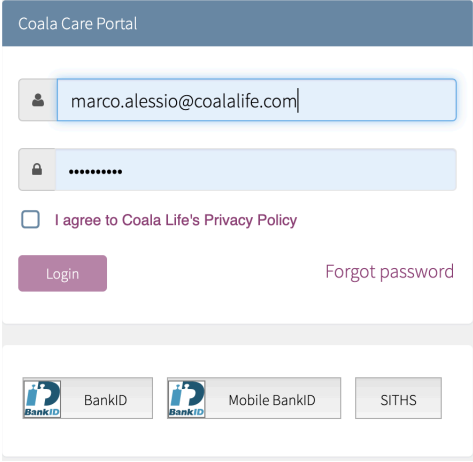 Coala Care Portal
marco.alessio@coalalife.com
••••••••••
I agree to Coala Life's Privacy Policy
Login
Forgot password
BankID BankID
BankID Mobile BankID
SITHS